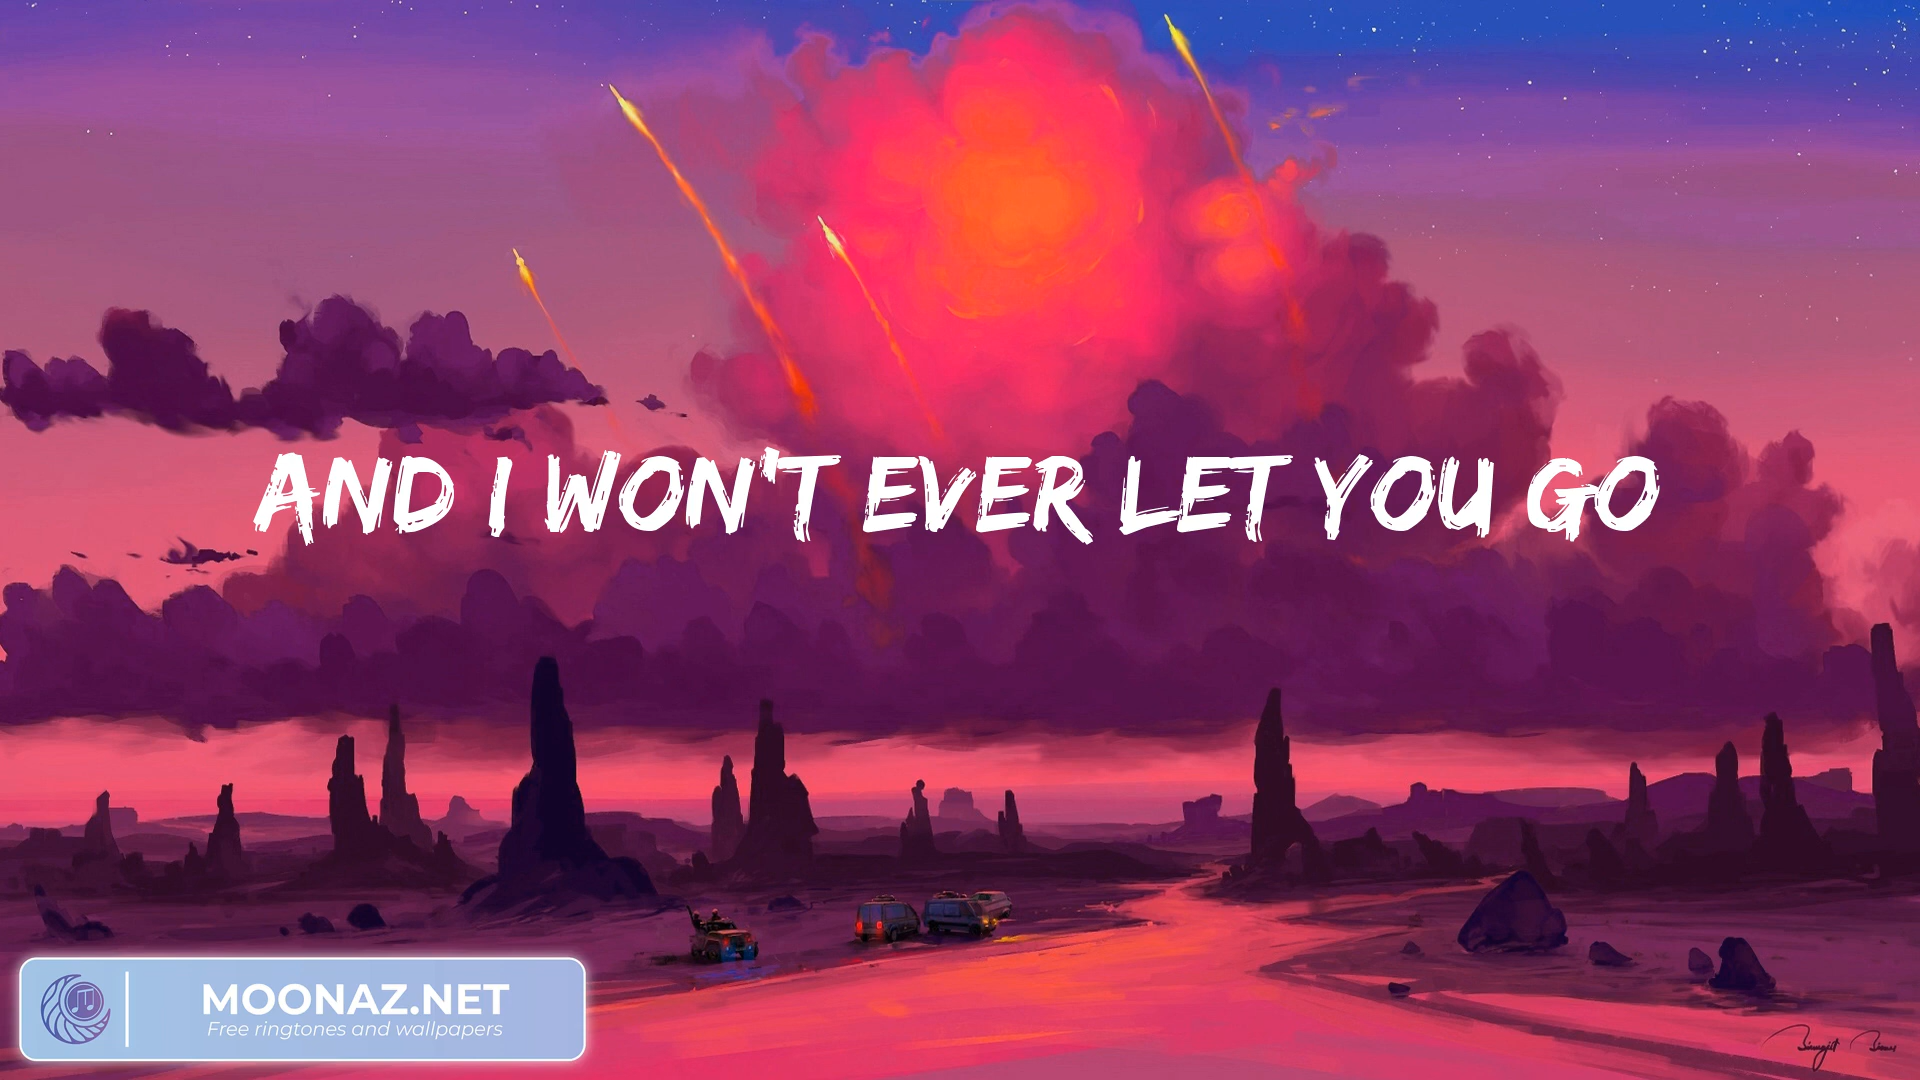 AND I WON'T EVER LET YOU GO
MOONAZ.NET
Free ringtones and wallpapers